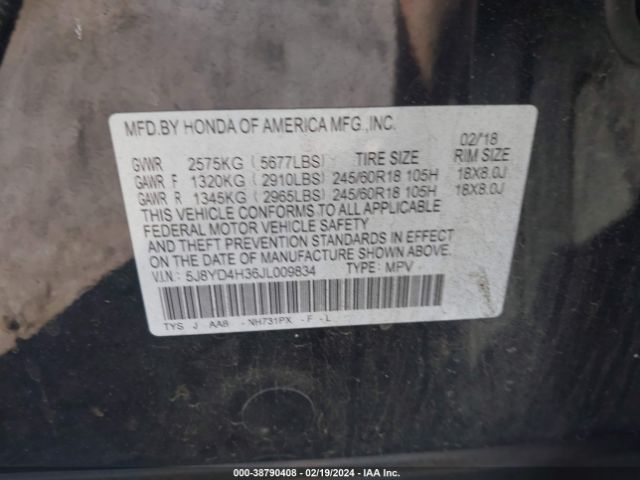 MFD.BY HONDA OF AMERICA MFG.,INC.
02/18
GVWR 2575KG (5677LBS) TIRE SIZE RIM SIZE
GAWR F 1320KG (2910LBS) 245/60R18 105H 18X8.0J
GAWR R 1345KG (2965LBS) 245/60R18 105H 18X8.0J
THIS VEHICLE CONFORMS TO ALL APPLICABLE
FEDERAL MOTOR VEHICLE SAFETY
AND THEFT PREVENTION STANDARDS IN EFFECT
ON THE DATE OF MANUFACTURE SHOWN ABOVE.
V.I.N.: 5J8YD4H36JL009834 TYPE: MPV
TYS J AA8 - NH731PX - F - L
000-38790408 - 02/19/2024 - IAA Inc.